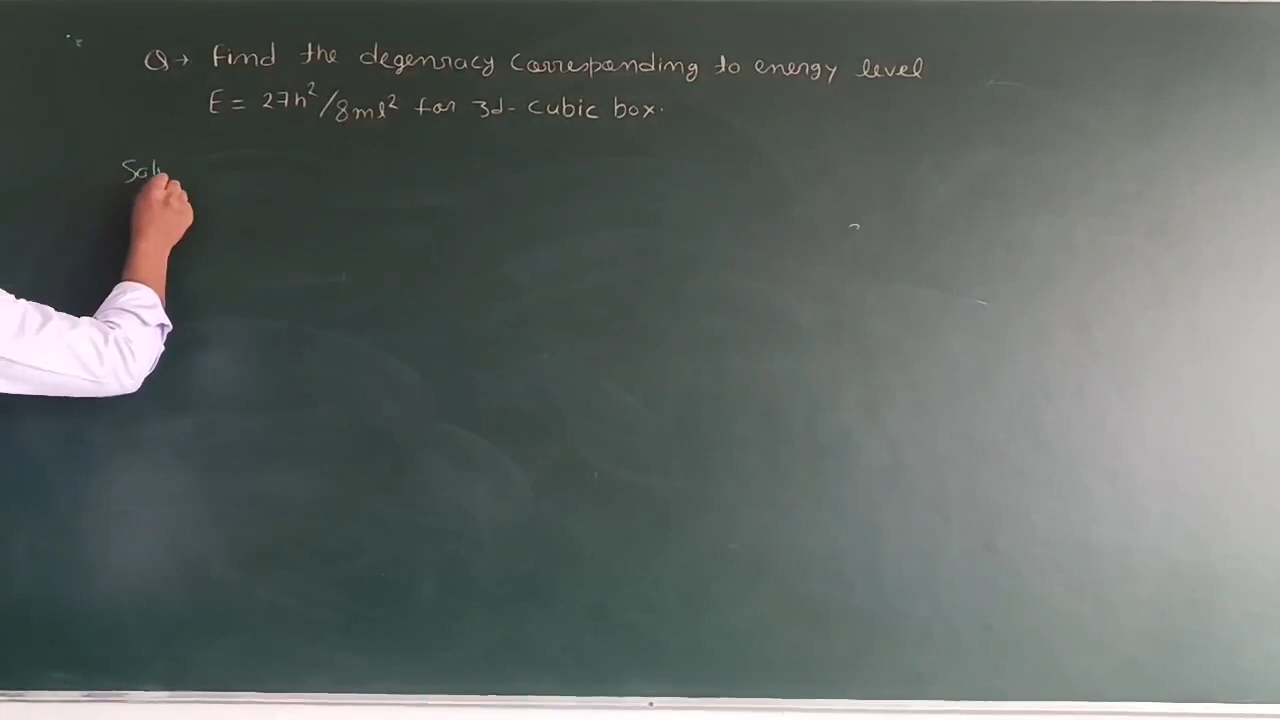 Q→ Find the degenracy corresponding to energy level
E = 27h²/8ml² for 3d-cubic box.
Sol